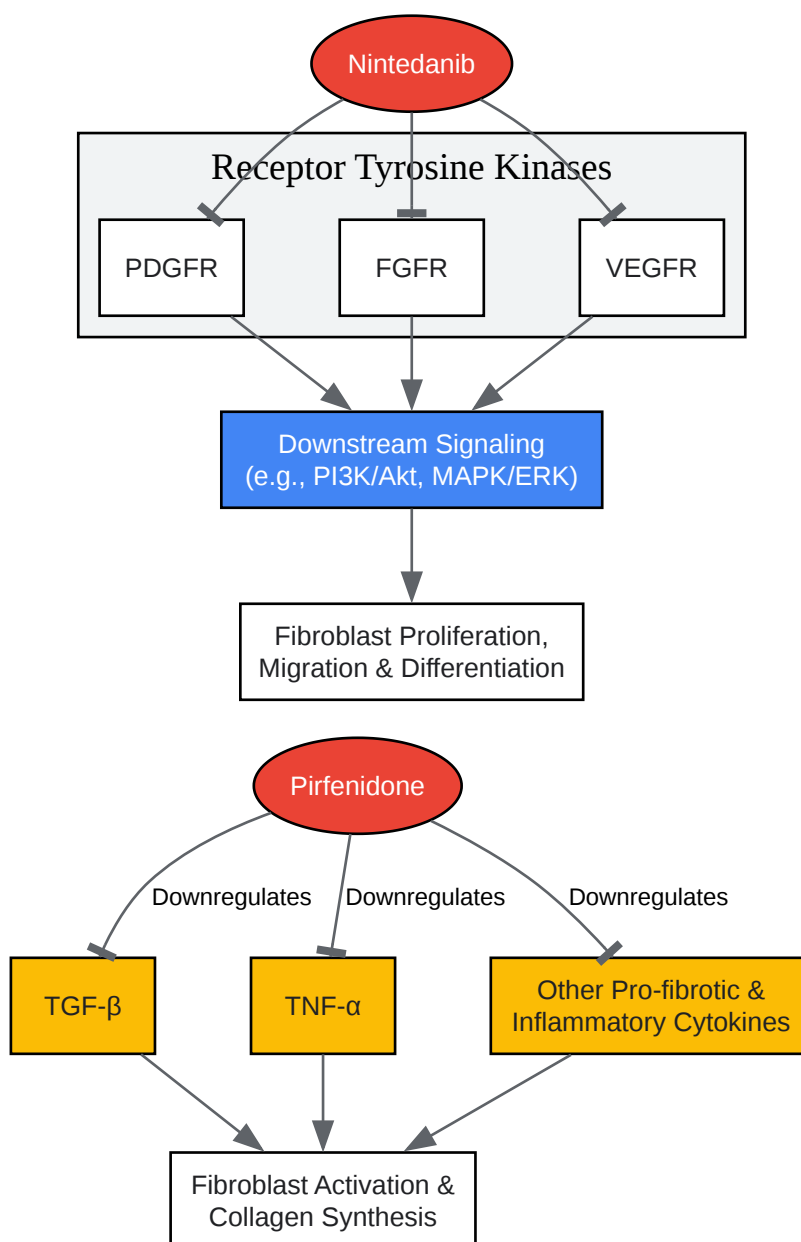 Nintedanib
Receptor Tyrosine Kinases
PDGFR
FGFR
VEGFR
Downstream Signaling
(e.g., PI3K/Akt, MAPK/ERK)
Fibroblast Proliferation,
Migration & Differentiation
Pirfenidone
Downregulates
Downregulates
Downregulates
TGF-β
TNF-α
Other Pro-fibrotic &
Inflammatory Cytokines
Fibroblast Activation &
Collagen Synthesis